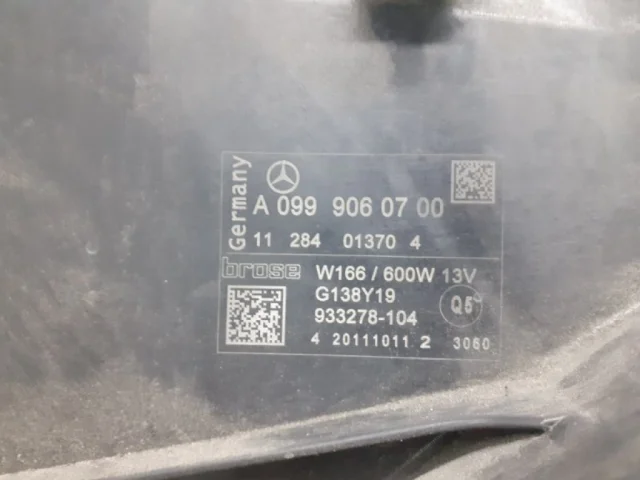 Germany
A 099 906 07 00
11 284 01370 4
brose W166 / 600W 13V
G138Y19
933278-104
Q5
4 20111011 2 3060